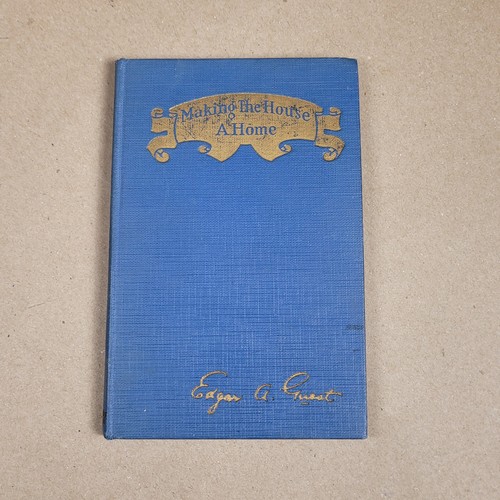 Making the House
A Home
Edgar A. Guest